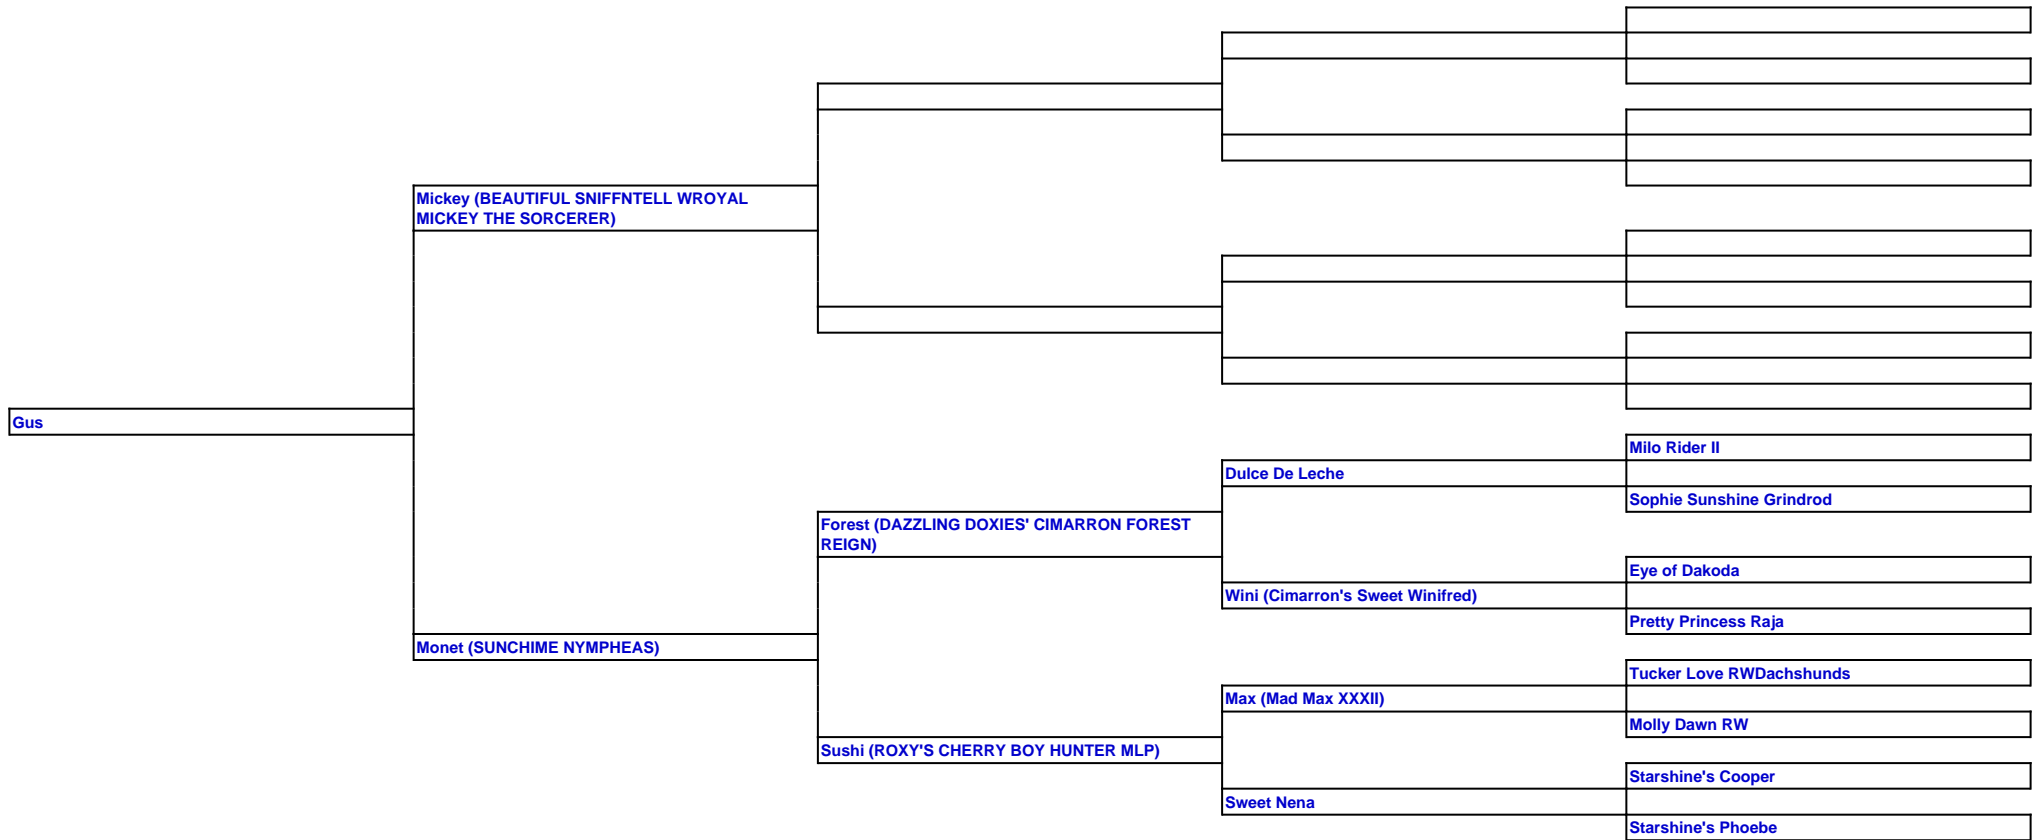 Mickey (BEAUTIFUL SNIFFNTELL WROYAL
MICKEY THE SORCERER)
Gus
Milo Rider II
Dulce De Leche
Sophie Sunshine Grindrod
Forest (DAZZLING DOXIES' CIMARRON FOREST
REIGN)
Eye of Dakoda
Wini (Cimarron's Sweet Winifred)
Pretty Princess Raja
Monet (SUNCHIME NYMPHEAS)
Tucker Love RWDachshunds
Max (Mad Max XXXII)
Molly Dawn RW
Sushi (ROXY'S CHERRY BOY HUNTER MLP)
Starshine's Cooper
Sweet Nena
Starshine's Phoebe